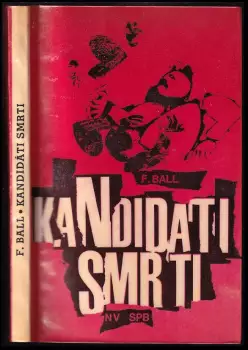 F. BALL • KANDIDÁTI SMRTI
F. BALL
KANDIDÁTI
SMRTI
NV SPB